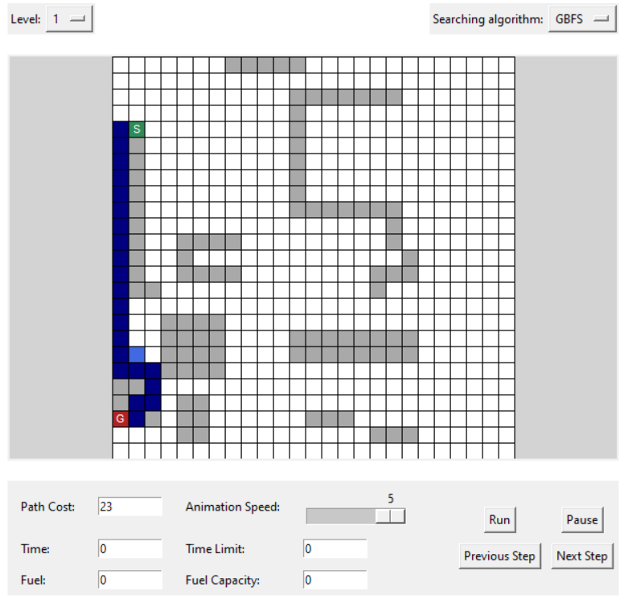 Level: 1
Searching algorithm: GBFS
S
G
Path Cost: 23
Animation Speed: 5
Run
Pause
Time: 0
Time Limit: 0
Previous Step
Next Step
Fuel: 0
Fuel Capacity: 0